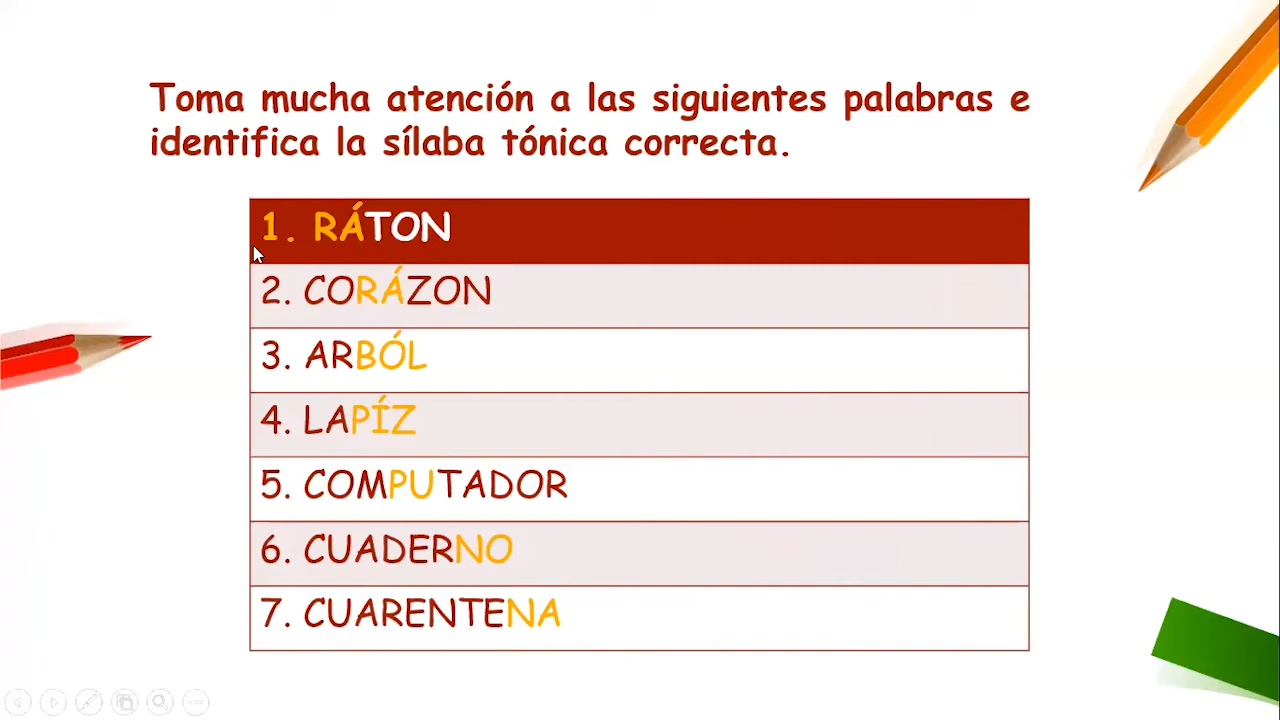 Toma mucha atención a las siguientes palabras e
identifica la sílaba tónica correcta.
1. RÁTON
2. CORÁZON
3. ARBÓL
4. LAPÍZ
5. COMPUTADOR
6. CUADERNO
7. CUARENTENA